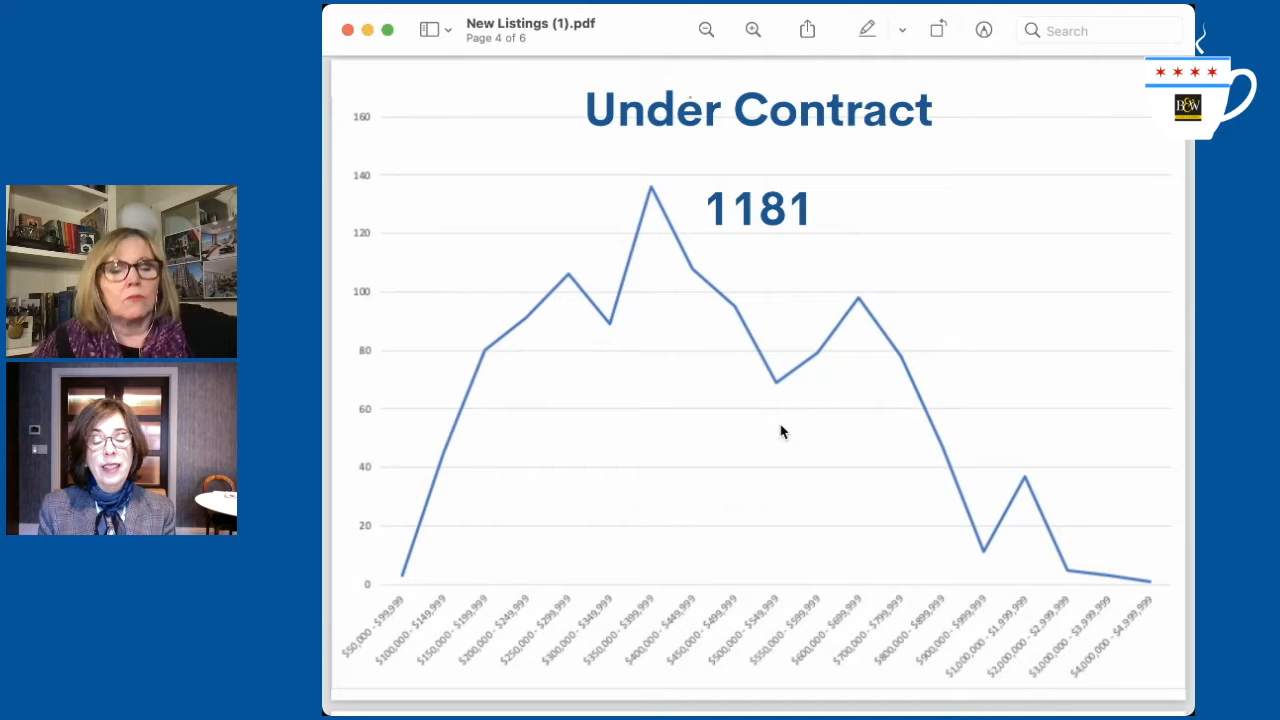 New Listings (1).pdf
Page 4 of 6
Search
B&W
Under Contract
1181
160
140
120
100
80
60
40
20
0
$50,000 - $99,999
$100,000 - $149,999
$150,000 - $199,999
$200,000 - $249,999
$250,000 - $299,999
$300,000 - $349,999
$350,000 - $399,999
$400,000 - $449,999
$450,000 - $499,999
$500,000 - $549,999
$550,000 - $599,999
$600,000 - $699,999
$700,000 - $799,999
$800,000 - $899,999
$900,000 - $999,999
$1,000,000 - $1,999,999
$2,000,000 - $2,999,999
$3,000,000 - $3,999,999
$4,000,000 - $4,999,999